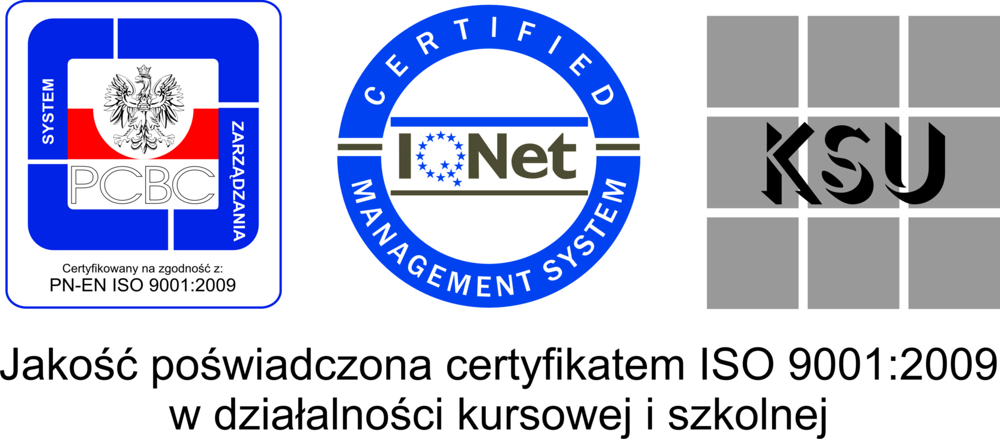 SYSTEM
ZARZĄDZANIA
PCBC
Certyfikowany na zgodność z:
PN-EN ISO 9001:2009
CERTIFIED
IQNet
MANAGEMENT SYSTEM
KSU
Jakość poświadczona certyfikatem ISO 9001:2009
w działalności kursowej i szkolnej